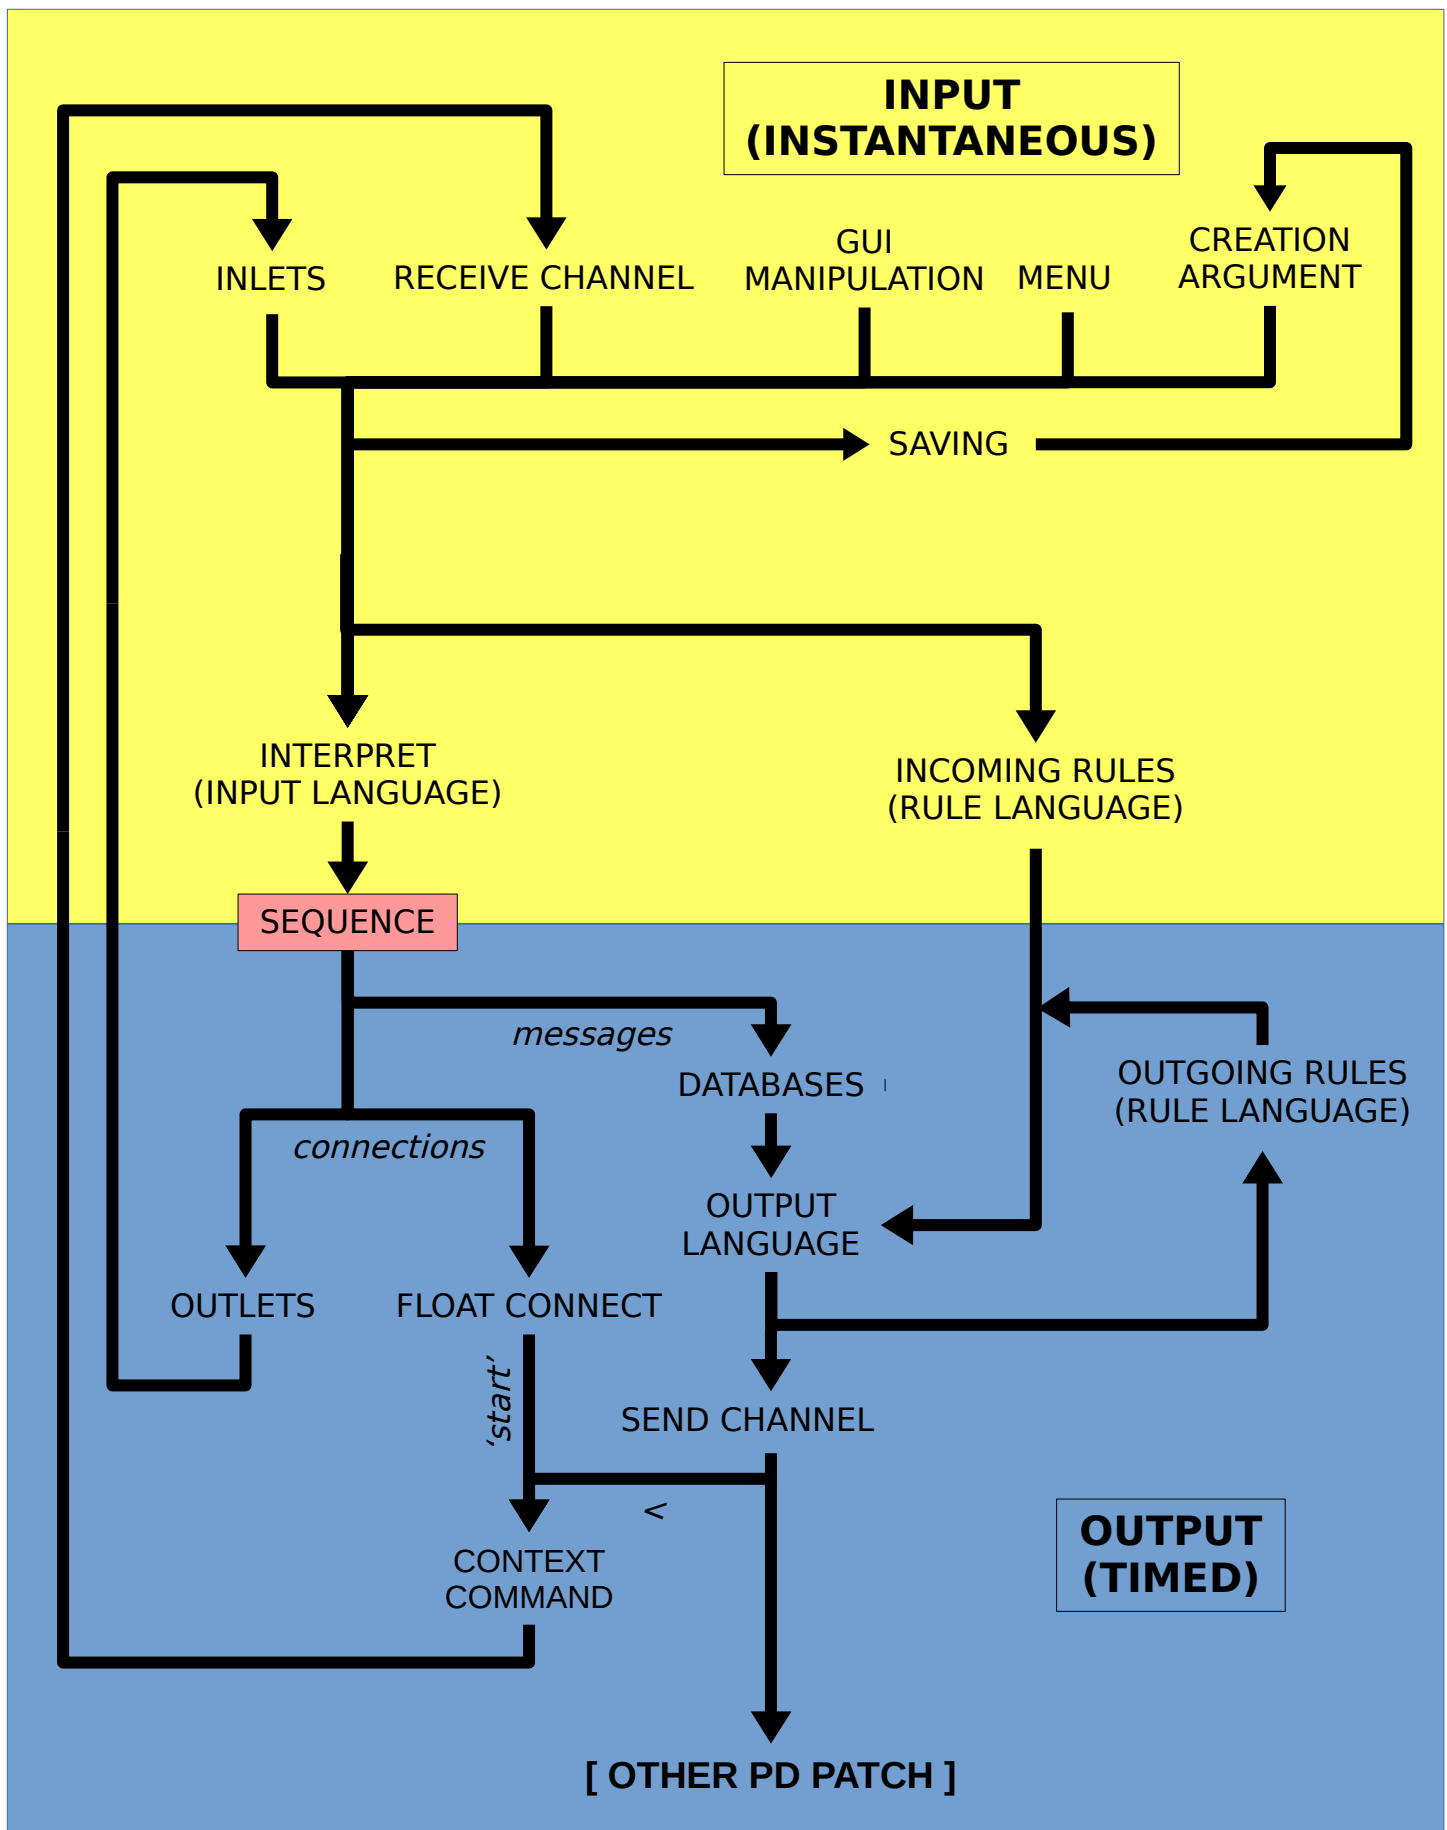 INPUT
(INSTANTANEOUS)
INLETS
RECEIVE CHANNEL
GUI
MANIPULATION
MENU
CREATION
ARGUMENT
SAVING
INTERPRET
(INPUT LANGUAGE)
INCOMING RULES
(RULE LANGUAGE)
SEQUENCE
messages
DATABASES
OUTGOING RULES
(RULE LANGUAGE)
connections
OUTPUT
LANGUAGE
OUTLETS
FLOAT CONNECT
‘start’
SEND CHANNEL
<
CONTEXT
COMMAND
OUTPUT
(TIMED)
[ OTHER PD PATCH ]